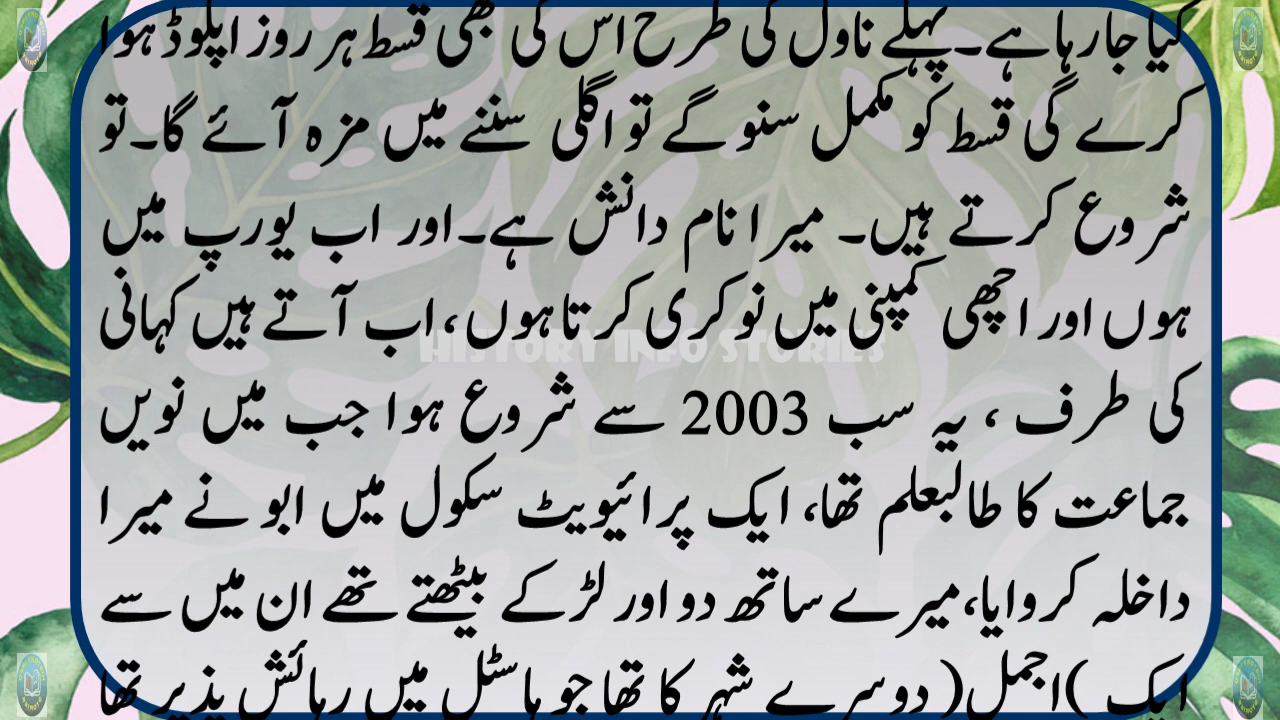 کیا جارہا ہے۔ پہلے ناول کی طرح اس کی بھی قسط ہر روز اپلوڈ ہوا
کرے گی قسط کو مکمل سنو گے تو اگلی سننے میں مزہ آئے گا۔ تو
شروع کرتے ہیں۔ میرا نام دانش ہے۔ اور اب یورپ میں
ہوں اور اچھی کمپنی میں نوکری کرتا ہوں، اب آتے ہیں کہانی
HISTORY INFO STORIES
کی طرف ، یہ سب 2003 سے شروع ہوا جب میں نویں
جماعت کا طالبعلم تھا، ایک پرائیویٹ سکول میں ابو نے میرا
داخلہ کروایا، میرے ساتھ دو اور لڑکے بیٹھتے تھے ان میں سے
ایک )اجمل( دوسرے شہر کا تھا جو ہاسٹل میں رہائش پذیر تھا